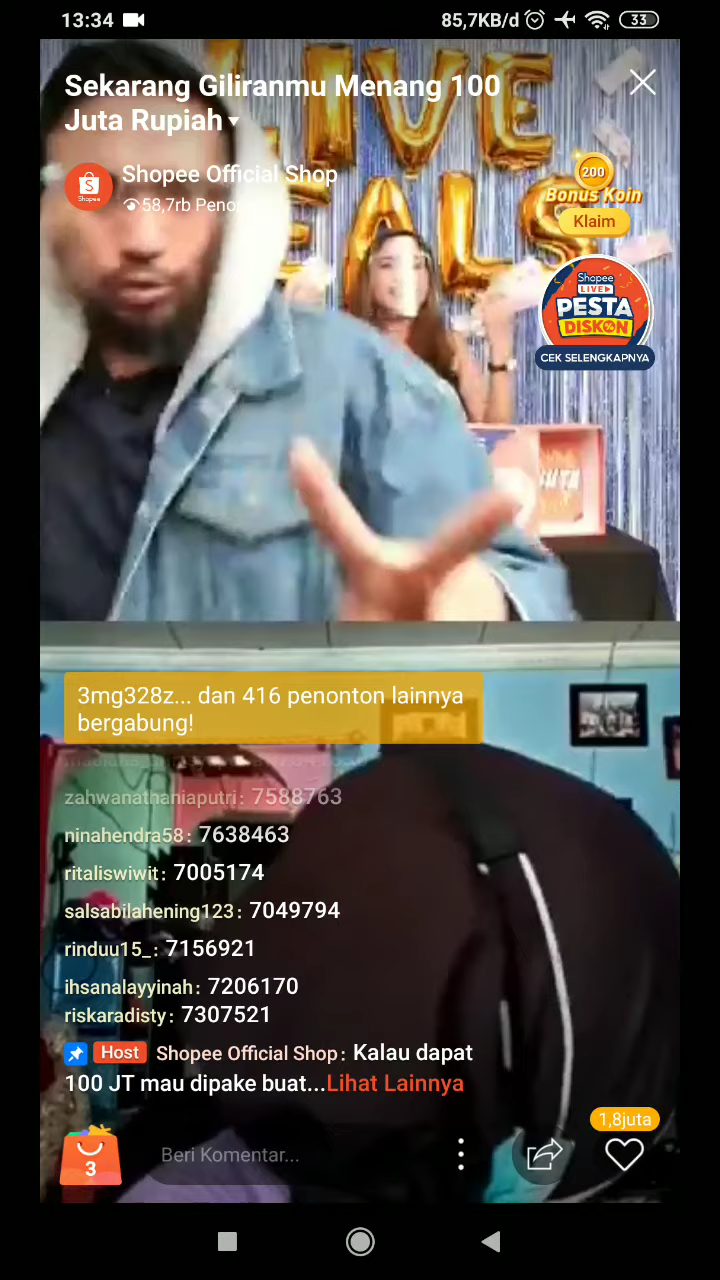 13:34
85,7KB/d
33
LIVE
Sekarang Giliranmu Menang 100
Juta Rupiah
Shopee
Shopee Official Shop
58,7rb Peno
200
Bonus Koin
Klaim
Shopee
LIVE
PESTA
DISKON
CEK SELENGKAPNYA
3mg328z... dan 416 penonton lainnya
bergabung!
zahwanathaniaputri: 7588763
ninahendra58: 7638463
ritaliswiwit: 7005174
salsabilahening123: 7049794
rinduu15_: 7156921
ihsanalayyinah: 7206170
riskaradisty: 7307521
Host Shopee Official Shop: Kalau dapat
100 JT mau dipake buat...Lihat Lainnya
1,8juta
3
Beri Komentar...